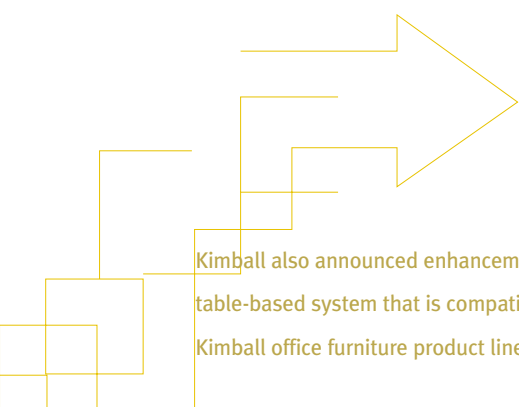 Kimball also announced enhancem
table-based system that is compati
Kimball office furniture product line